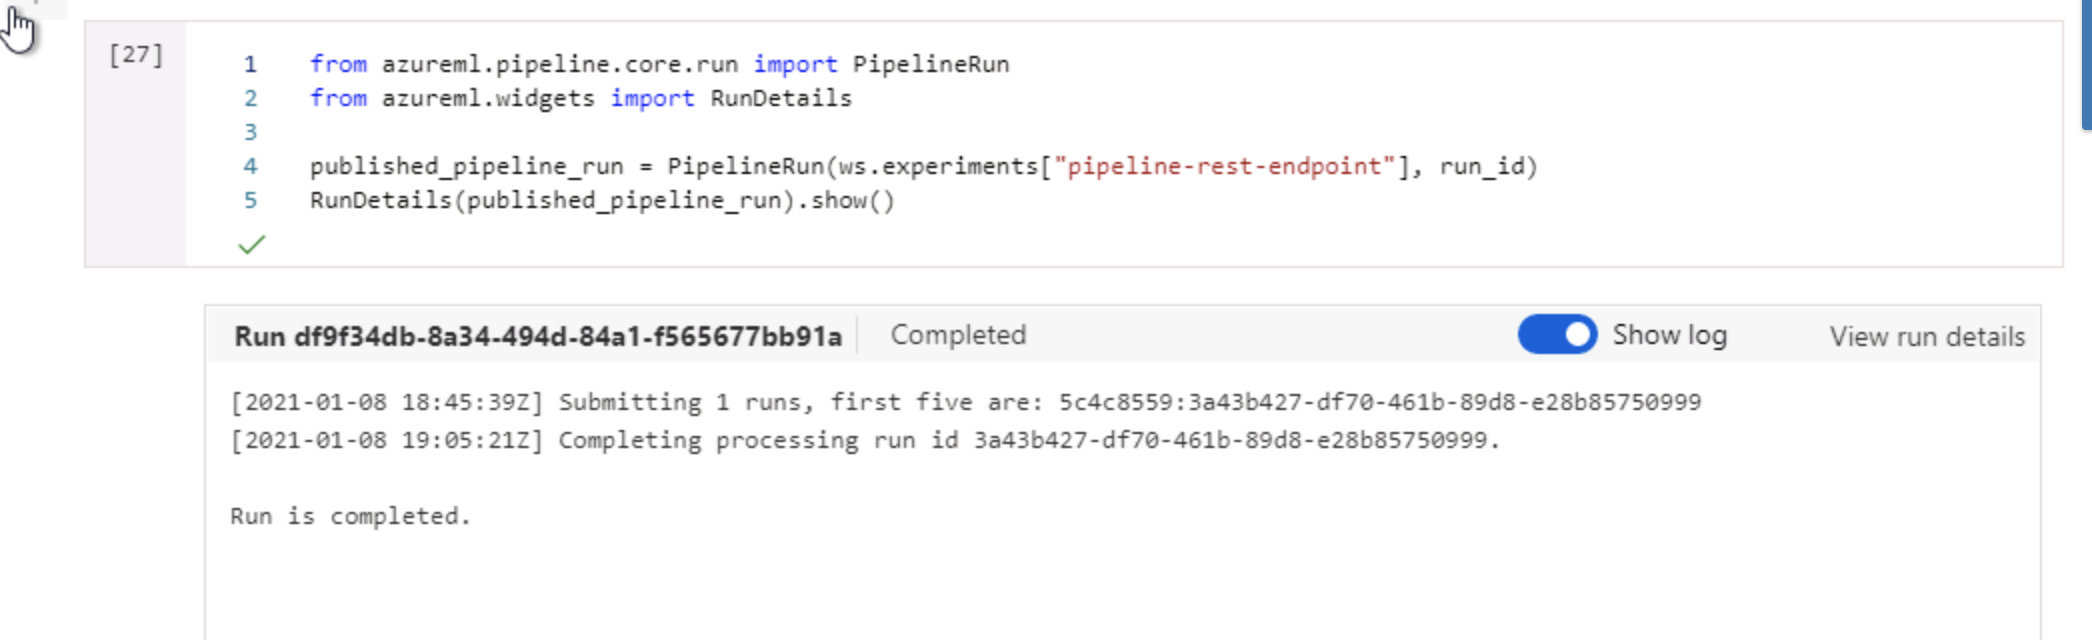 [27]
1 from azureml.pipeline.core.run import PipelineRun
2 from azureml.widgets import RunDetails
3
4 published_pipeline_run = PipelineRun(ws.experiments["pipeline-rest-endpoint"], run_id)
5 RunDetails(published_pipeline_run).show()
Run df9f34db-8a34-494d-84a1-f565677bb91a Completed Show log View run details
[2021-01-08 18:45:39Z] Submitting 1 runs, first five are: 5c4c8559:3a43b427-df70-461b-89d8-e28b85750999
[2021-01-08 19:05:21Z] Completing processing run id 3a43b427-df70-461b-89d8-e28b85750999.
Run is completed.